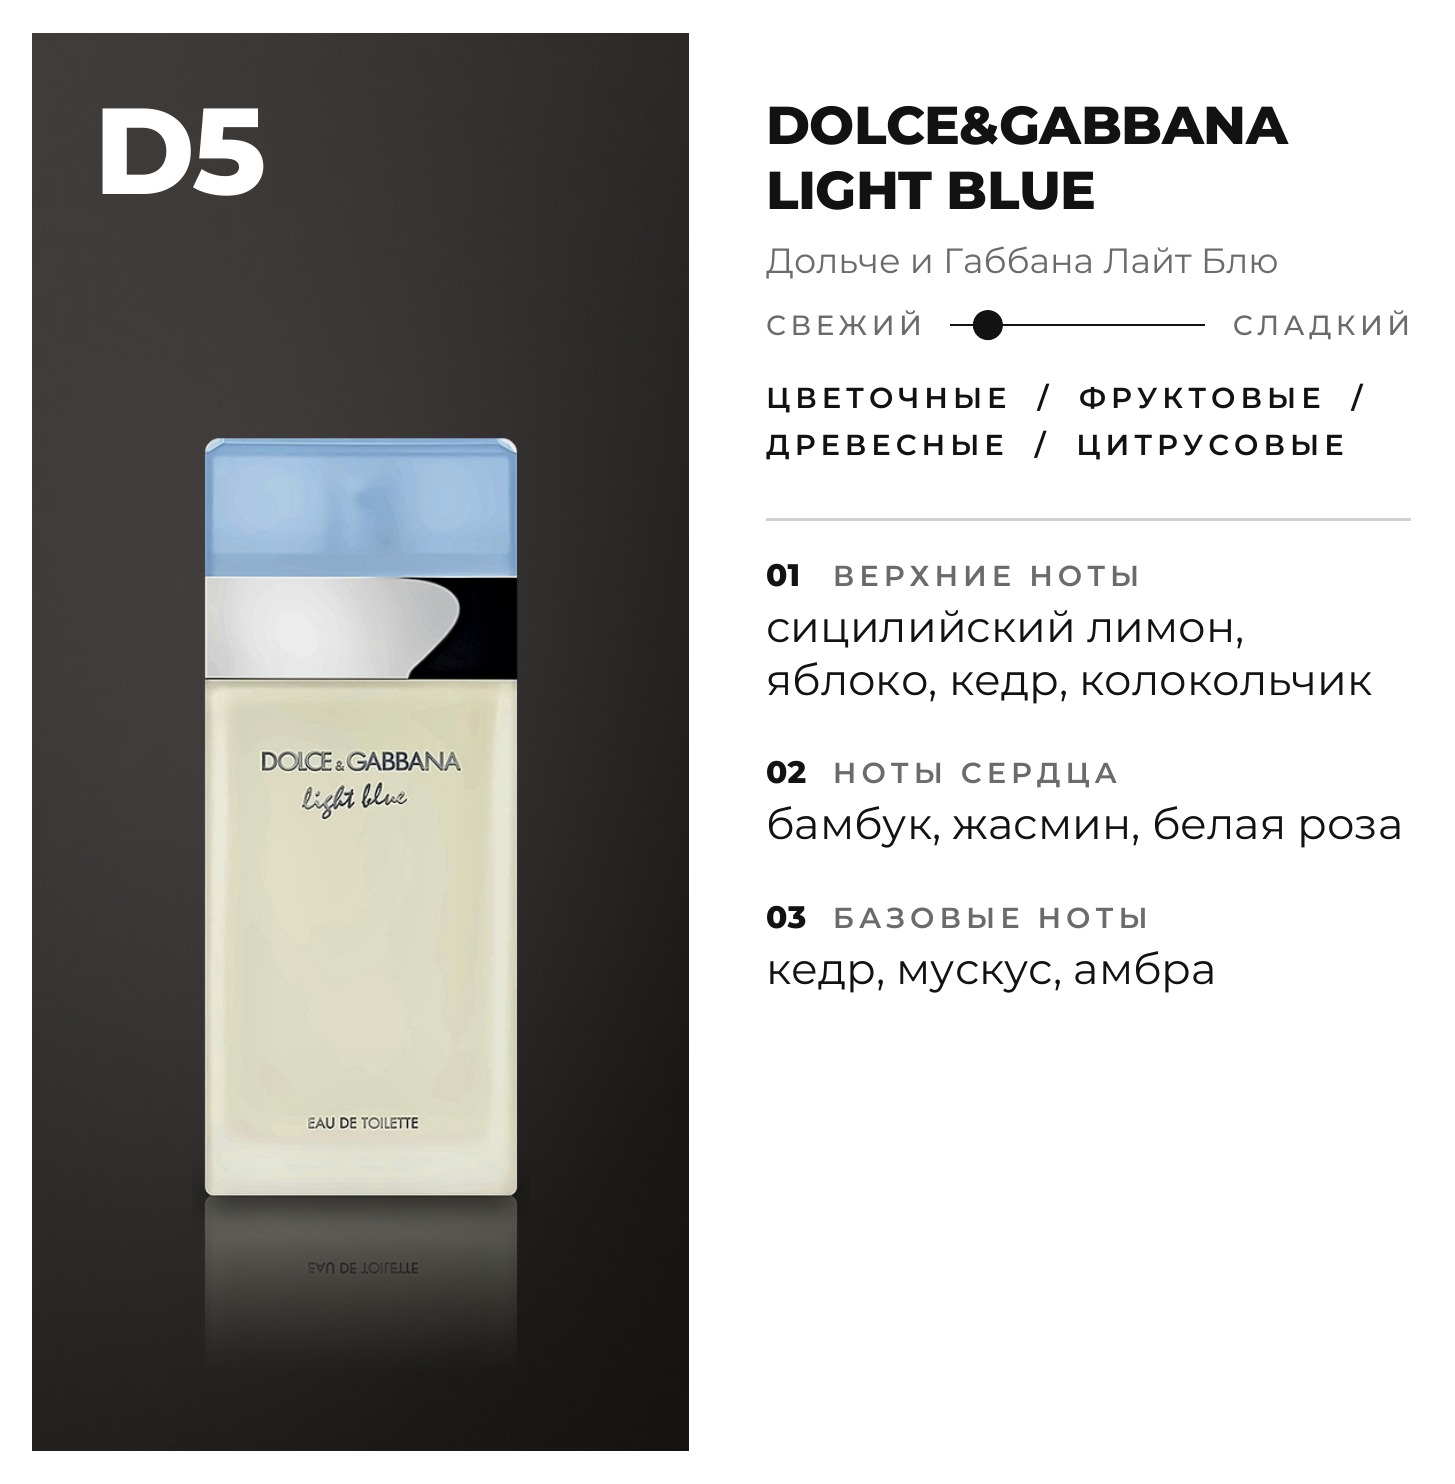 D5
DOLCE&GABBANA
LIGHT BLUE
Дольче и Габбана Лайт Блю
СВЕЖИЙ СЛАДКИЙ
ЦВЕТОЧНЫЕ / ФРУКТОВЫЕ /
ДРЕВЕСНЫЕ / ЦИТРУСОВЫЕ
01 ВЕРХНИЕ НОТЫ
сицилийский лимон,
яблоко, кедр, колокольчик
02 НОТЫ СЕРДЦА
бамбук, жасмин, белая роза
03 БАЗОВЫЕ НОТЫ
кедр, мускус, амбра
DOLCE & GABBANA
light blue
EAU DE TOILETTE
EAU DE TOILETTE